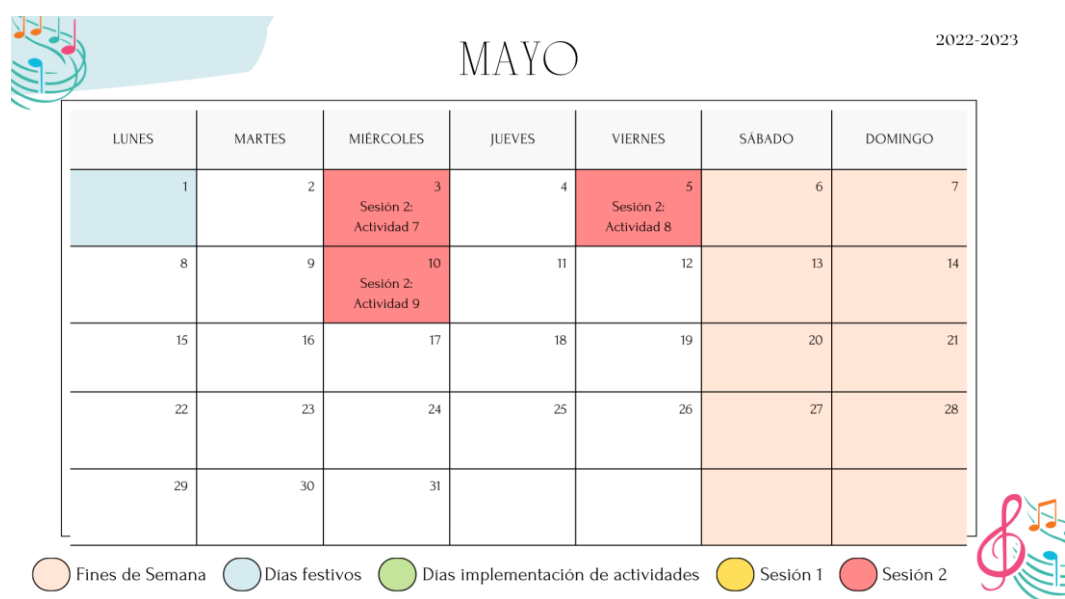 2022-2023
MAYO
LUNES MARTES MIÉRCOLES JUEVES VIERNES SÁBADO DOMINGO
1 2 3 4 5 6 7
Sesión 2: Sesión 2:
Actividad 7 Actividad 8
8 9 10 11 12 13 14
Sesión 2:
Actividad 9
15 16 17 18 19 20 21
22 23 24 25 26 27 28
29 30 31
Fines de Semana Días festivos Días implementación de actividades Sesión 1 Sesión 2